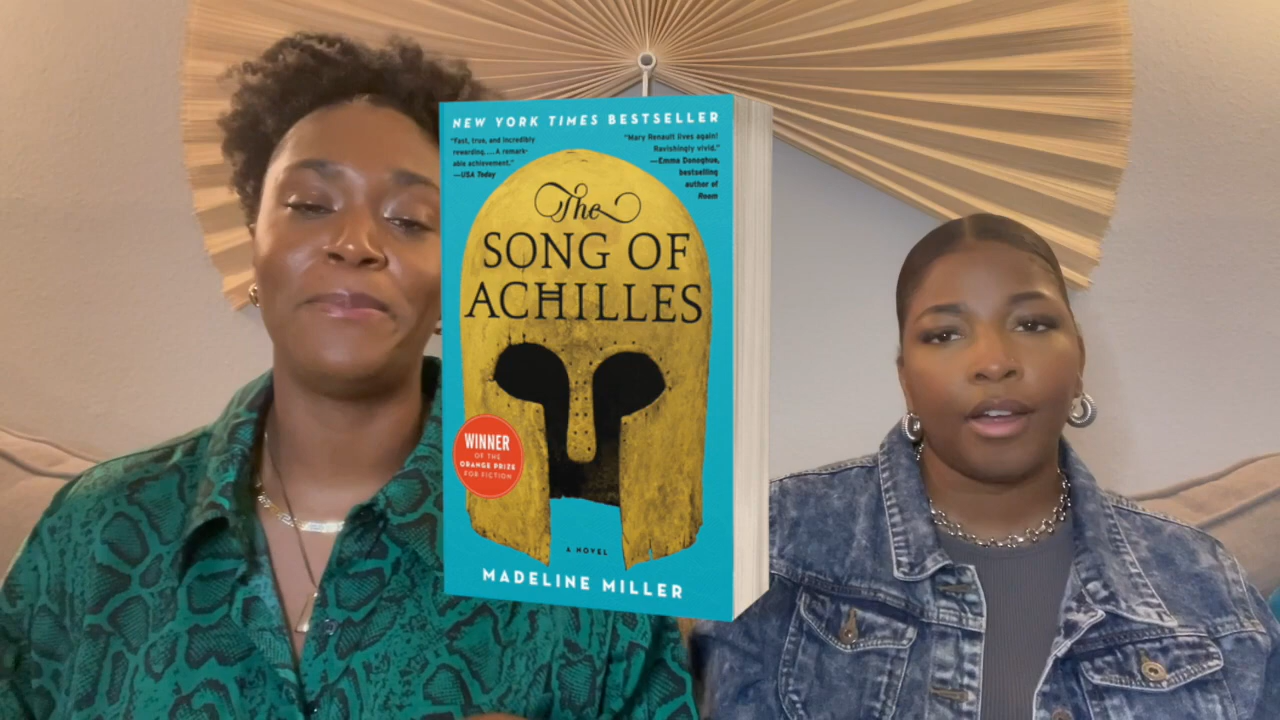 NEW YORK TIMES BESTSELLER
"Fast, true, and incredibly
rewarding.... A remark-
able achievement."
—USA Today
"Mary Renault lives again!
Ravishingly vivid."
—Emma Donoghue,
bestselling
author of
Room
The
SONG OF
ACHILLES
WINNER
OF THE
ORANGE PRIZE
FOR FICTION
A NOVEL
MADELINE MILLER